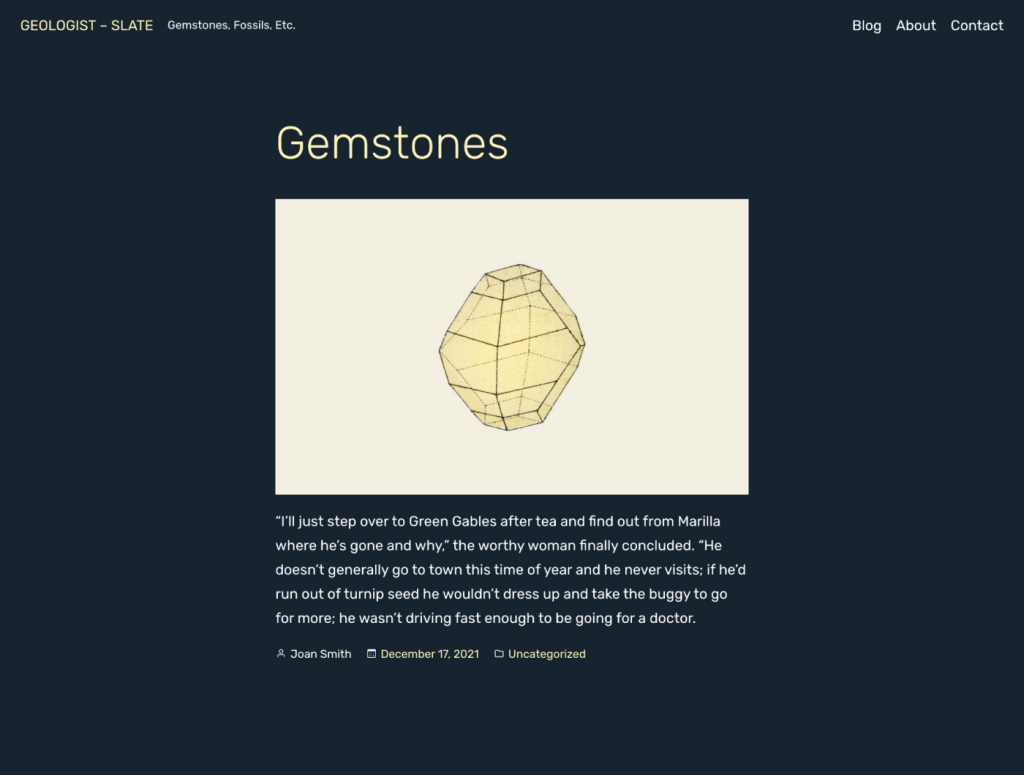 GEOLOGIST – SLATE Gemstones, Fossils, Etc. Blog About Contact
Gemstones
“I’ll just step over to Green Gables after tea and find out from Marilla
where he’s gone and why,” the worthy woman finally concluded. “He
doesn’t generally go to town this time of year and he never visits; if he’d
run out of turnip seed he wouldn’t dress up and take the buggy to go
for more; he wasn’t driving fast enough to be going for a doctor.
Joan Smith December 17, 2021 Uncategorized